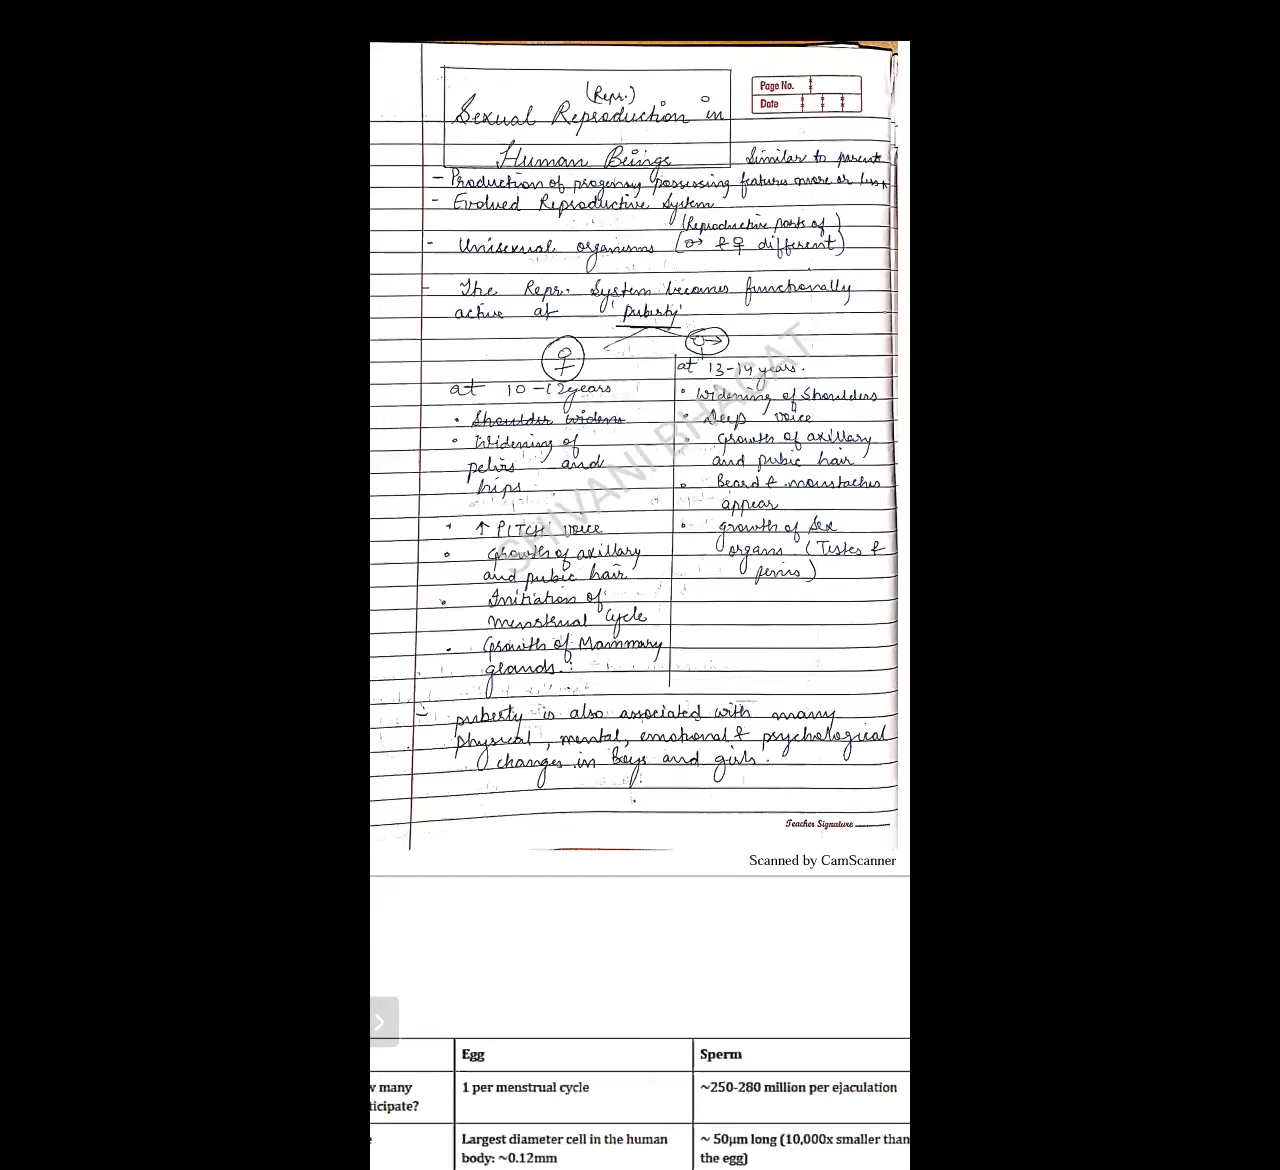 (Repr.)
Sexual Reproduction in
Human Beings
Page No.
Date
Similar to parents
- Production of progenry possessing features more or less
- Evolved Reproductive System
(Reproductive parts of)
- Unisexual organisms (♂ & ♀ different)
- The Repr. System becomes functionally
active at 'puberty'
♀
at 10-12 years
• Shoulder widens
• Widening of
pelvis and
hips
• ↑ PITCH voice
• Growth of axillary
and pubic hair
• Initiation of
menstrual cycle
• Growth of Mammary
glands.
♂
at 13-14 years.
• Widening of Shoulders
• Deep voice
• Growth of axillary
and pubic hair
• Beard & moustaches
appear
• growth of sex
organs (Testes &
penis)
- puberty is also associated with many
physical, mental, emotional & psychological
changes in boys and girls.
SHIVANI BHAGAT
Teacher Signature
Scanned by CamScanner
Egg
Sperm
many
1 per menstrual cycle
~250-280 million per ejaculation
ticipate?
Largest diameter cell in the human
body: ~0.12mm
~ 50µm long (10,000x smaller than
the egg)